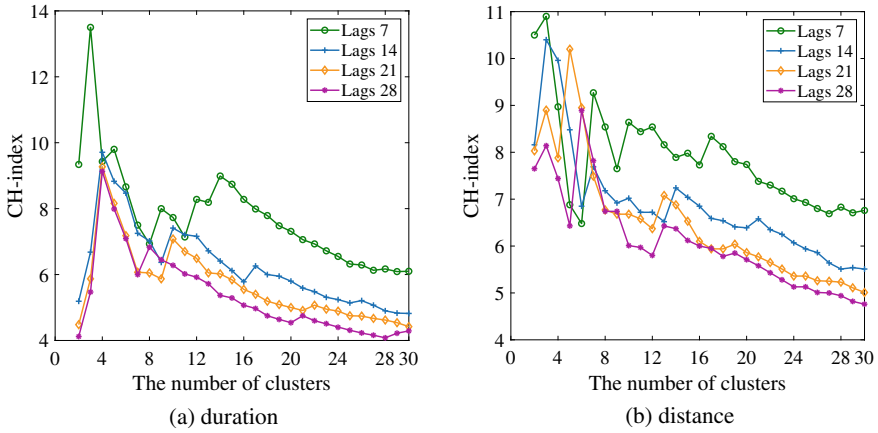 14
12
10
8
6
4
CH-index
0
4
8
12
16
20
24
28 30
The number of clusters
Lags 7
Lags 14
Lags 21
Lags 28
(a) duration
11
10
9
8
7
6
5
4
CH-index
0
4
8
12
16
20
24
28 30
The number of clusters
Lags 7
Lags 14
Lags 21
Lags 28
(b) distance